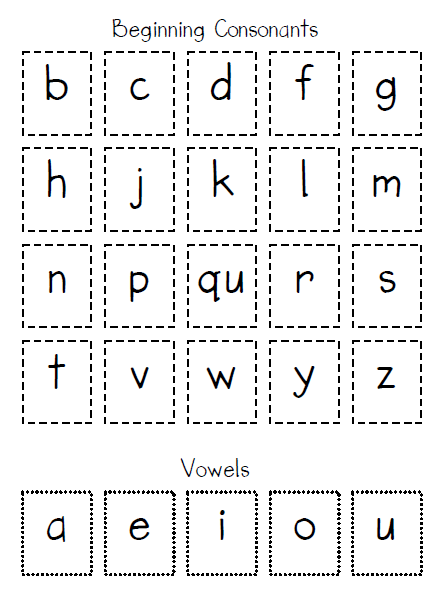 Beginning Consonants
b c d f g
h j k l m
n p qu r s
t v w y z
Vowels
a e i o u